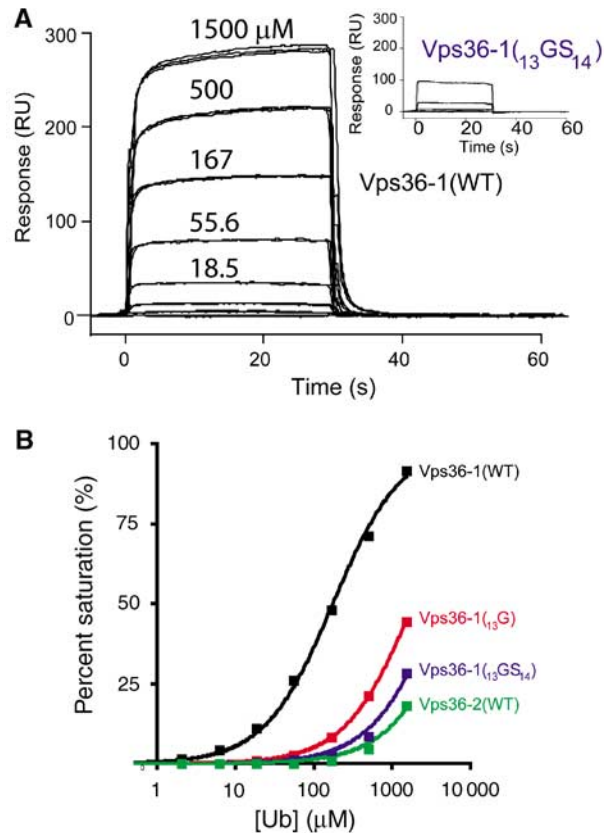 A
1500 µM
500
167
55.6
18.5
300
200
100
0
Response (RU)
0
20
40
60
Time (s)
Vps36-1(WT)
Vps36-1(₁₃GS₁₄)
300
200
100
0
Response (RU)
0
20
40
60
Time (s)
B
100
75
50
25
Percent saturation (%)
1
10
100
1000
10 000
[Ub] (µM)
Vps36-1(WT)
Vps36-1(₁₃G)
Vps36-1(₁₃GS₁₄)
Vps36-2(WT)